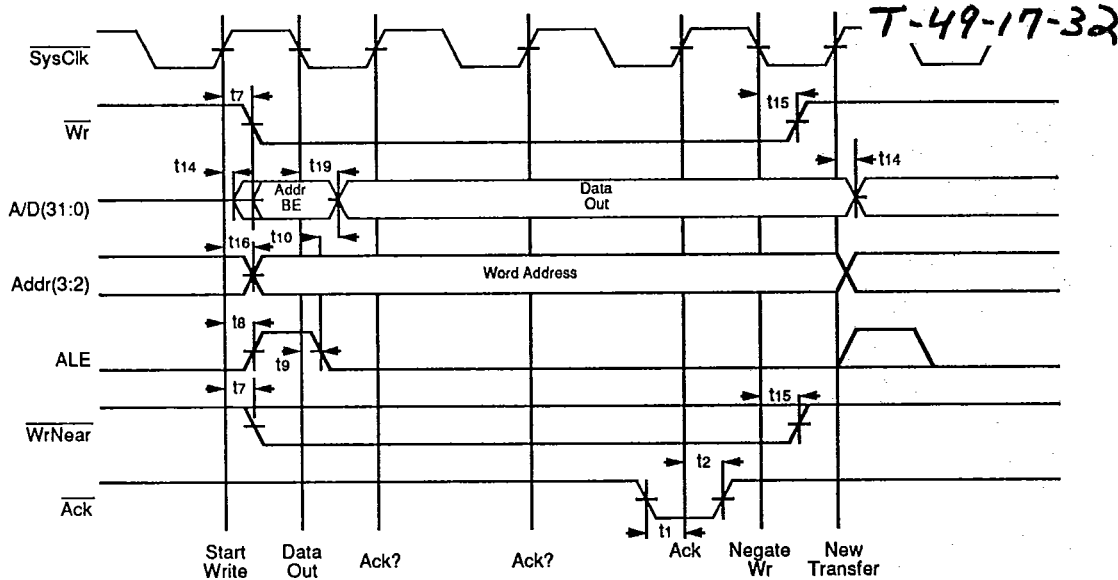 T-49-17-32
SysClk
t7
t15
Wr
t14
t19
t14
Addr
BE
Data
Out
A/D(31:0)
t16
t10
Addr(3:2)
Word Address
t8
ALE
t9
t7
t15
WrNear
t2
Ack
t1
Start
Write
Data
Out
Ack?
Ack?
Ack
Negate
Wr
New
Transfer